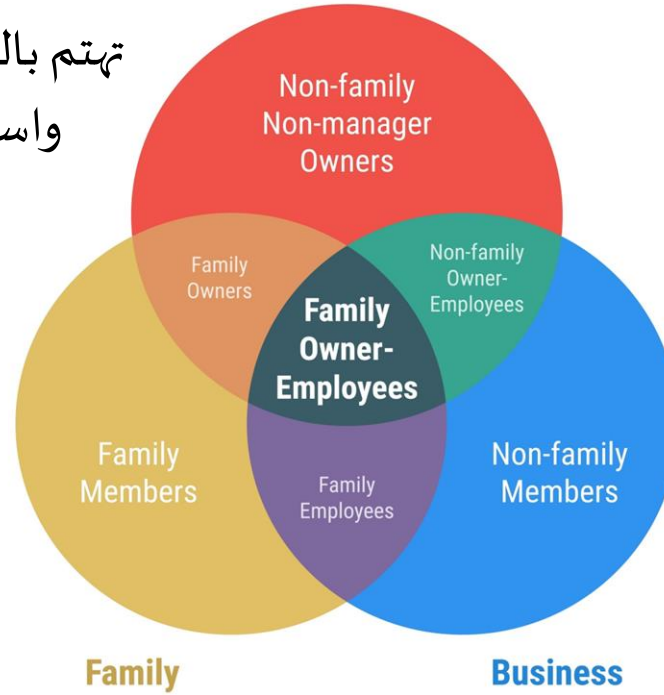 تهتم
Non-family
Non-manager
Owners
Family
Owners
Non-family
Owner-
Employees
Family
Owner-
Employees
Family
Members
Family
Employees
Non-family
Members
Family
Business